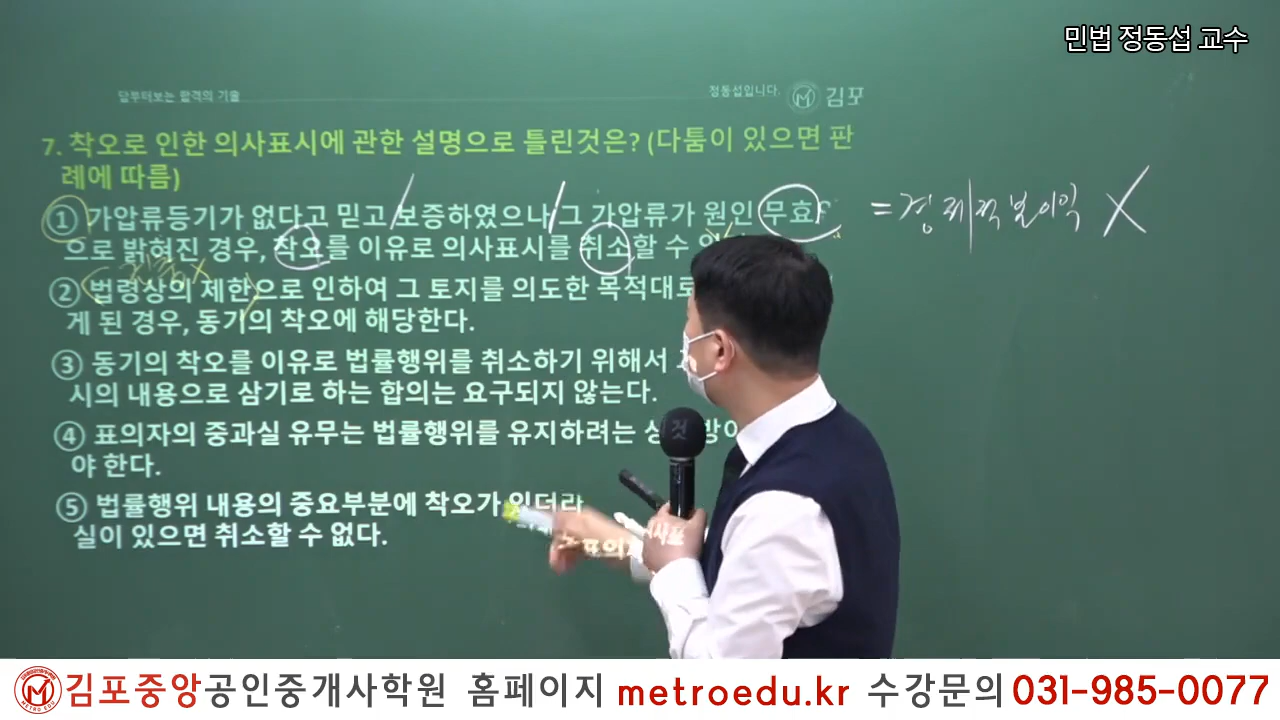 민법 정동섭 교수
답부터보는 합격의 기술
정동섭입니다.
김포
7. 착오로 인한 의사표시에 관한 설명으로 틀린것은? (다툼이 있으면 판
례에 따름)
① 가압류등기가 없다고 믿고 보증하였으나 그 가압류가 원인 무효
= 경제적 불이익 X
으로 밝혀진 경우, 착오를 이유로 의사표시를 취소할 수
② 법령상의 제한으로 인하여 그 토지를 의도한 목적대로
게 된 경우, 동기의 착오에 해당한다.
③ 동기의 착오를 이유로 법률행위를 취소하기 위해서
시의 내용으로 삼기로 하는 합의는 요구되지 않는다.
④ 표의자의 중과실 유무는 법률행위를 유지하려는
야 한다.
⑤ 법률행위 내용의 중요부분에 착오가 있더라
실이 있으면 취소할 수 없다.
김포중앙공인중개사학원 홈페이지 metroedu.kr 수강문의 031-985-0077